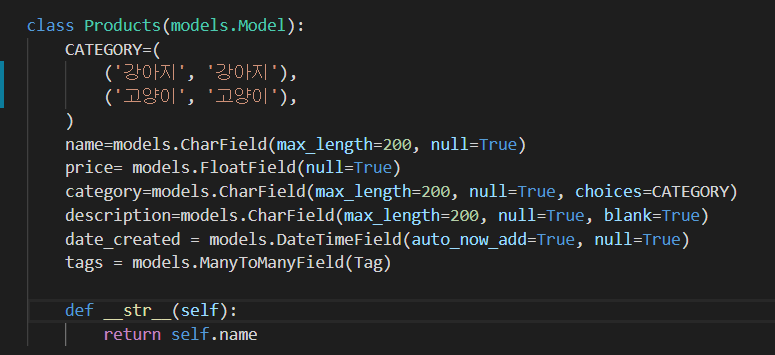 class Products(models.Model):
    CATEGORY=(
        ('강아지', '강아지'),
        ('고양이', '고양이'),
    )
    name=models.CharField(max_length=200, null=True)
    price= models.FloatField(null=True)
    category=models.CharField(max_length=200, null=True, choices=CATEGORY)
    description=models.CharField(max_length=200, null=True, blank=True)
    date_created = models.DateTimeField(auto_now_add=True, null=True)
    tags = models.ManyToManyField(Tag)

    def __str__(self):
        return self.name